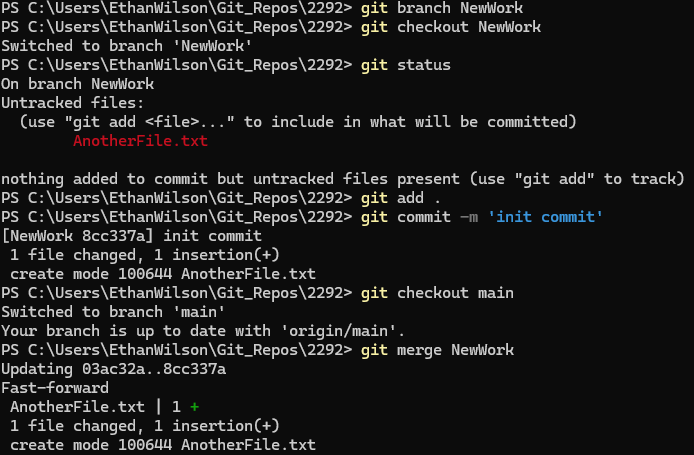 PS C:\Users\EthanWilson\Git_Repos\2292> git branch NewWork
PS C:\Users\EthanWilson\Git_Repos\2292> git checkout NewWork
Switched to branch 'NewWork'
PS C:\Users\EthanWilson\Git_Repos\2292> git status
On branch NewWork
Untracked files:
  (use "git add <file>..." to include in what will be committed)
        AnotherFile.txt

nothing added to commit but untracked files present (use "git add" to track)
PS C:\Users\EthanWilson\Git_Repos\2292> git add .
PS C:\Users\EthanWilson\Git_Repos\2292> git commit -m 'init commit'
[NewWork 8cc337a] init commit
 1 file changed, 1 insertion(+)
 create mode 100644 AnotherFile.txt
PS C:\Users\EthanWilson\Git_Repos\2292> git checkout main
Switched to branch 'main'
Your branch is up to date with 'origin/main'.
PS C:\Users\EthanWilson\Git_Repos\2292> git merge NewWork
Updating 03ac32a..8cc337a
Fast-forward
 AnotherFile.txt | 1 +
 1 file changed, 1 insertion(+)
 create mode 100644 AnotherFile.txt